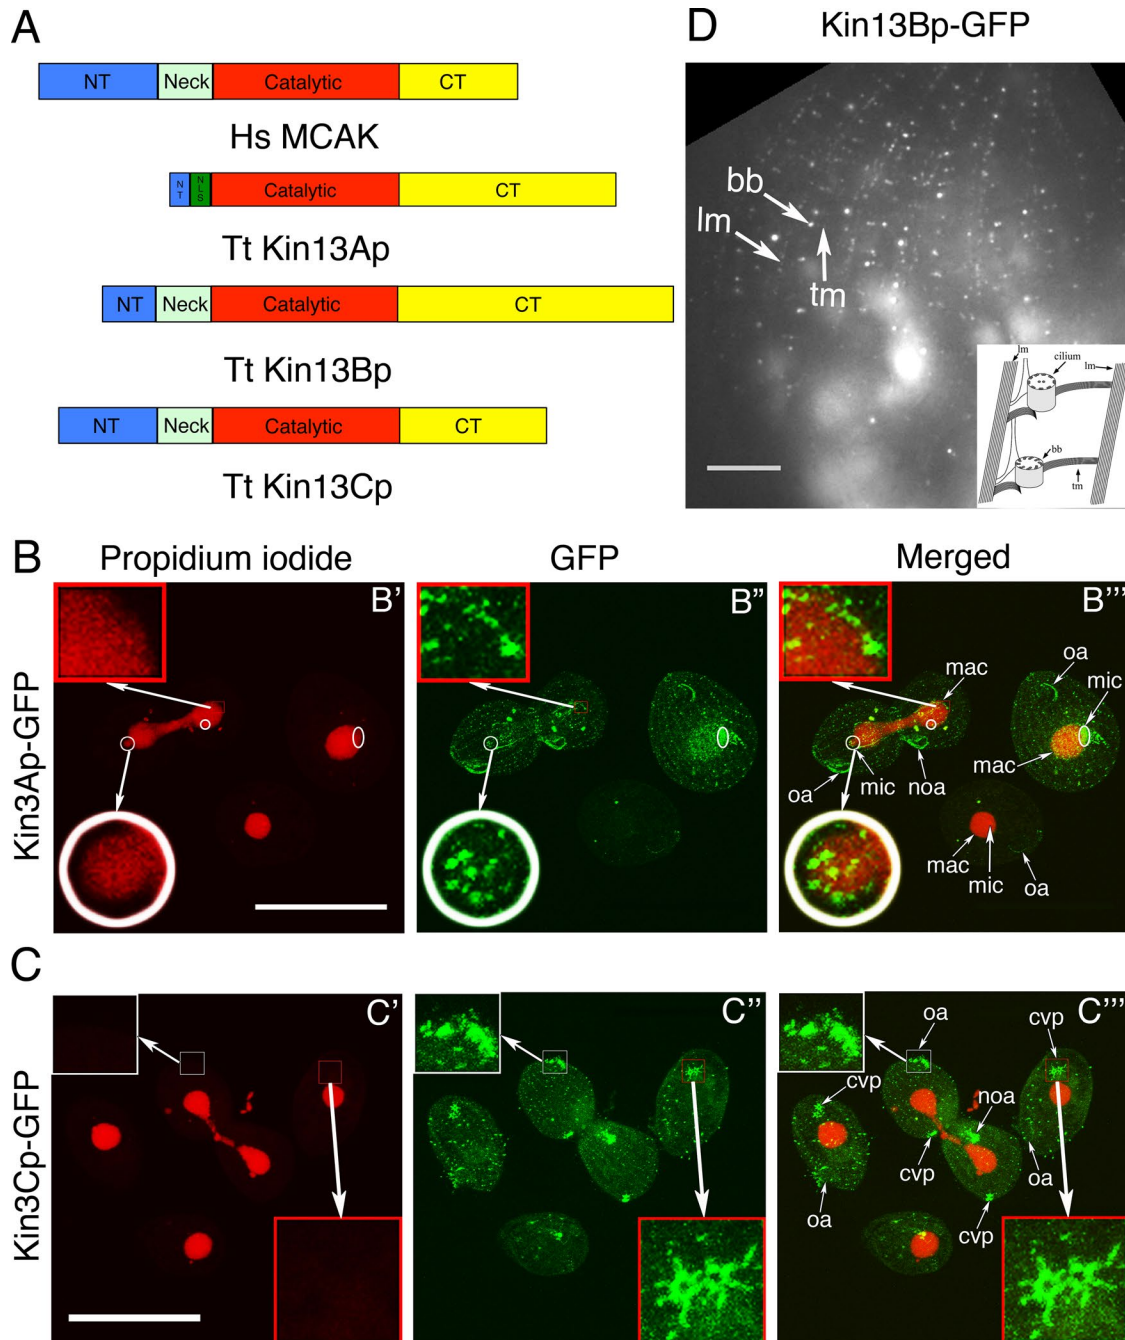 A
NT Neck Catalytic CT
Hs MCAK
NT NLS Catalytic CT
Tt Kin13Ap
NT Neck Catalytic CT
Tt Kin13Bp
NT Neck Catalytic CT
Tt Kin13Cp
D Kin13Bp-GFP
bb
lm
tm
lm cilium lm
bb
tm
B Propidium iodide GFP Merged
Kin3Ap-GFP
B'
B"
B'''
oa
mac
mic
mac
oa mic noa
mac mic oa
C
Kin3Cp-GFP
C'
C''
C'''
oa cvp
cvp noa
cvp oa
oa cvp